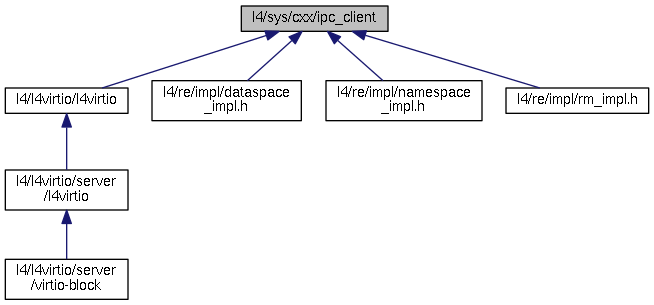 l4/sys/cxx/ipc_client
l4/l4virtio/l4virtio
l4/re/impl/dataspace
_impl.h
l4/re/impl/namespace
_impl.h
l4/re/impl/rm_impl.h
l4/l4virtio/server
/l4virtio
l4/l4virtio/server
/virtio-block